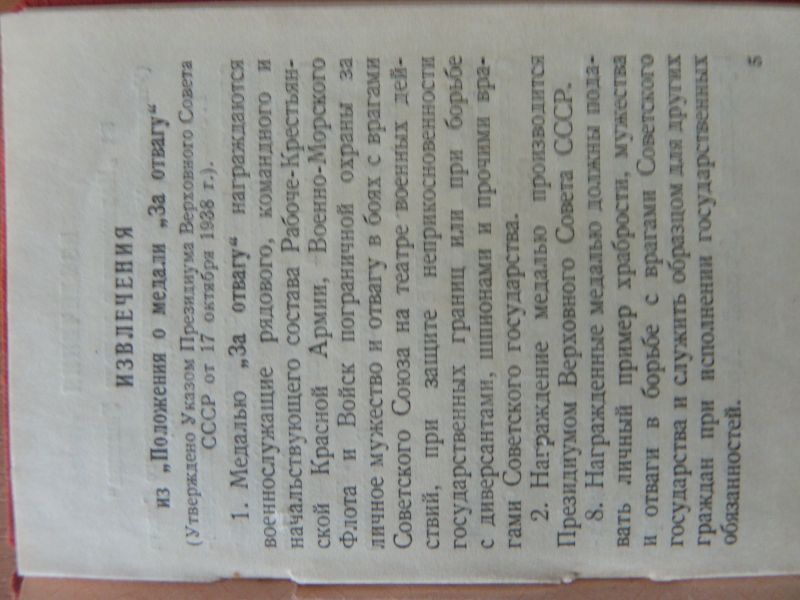 ИЗВЛЕЧЕНИЯ
из „Положения о медали „За отвагу“
(Утверждено Указом Президиума Верховного Совета
СССР от 17 октября 1938 г.).
1. Медалью „За отвагу“ награждаются
военнослужащие рядового, командного и
начальствующего состава Рабоче-Крестьян-
ской Красной Армии, Военно-Морского
Флота и Войск пограничной охраны за
личное мужество и отвагу в боях с врагами
Советского Союза на театре военных дей-
ствий, при защите неприкосновенности
государственных границ или при борьбе
с диверсантами, шпионами и прочими вра-
гами Советского государства.
2. Награждение медалью производится
Президиумом Верховного Совета СССР.
8. Награжденные медалью должны пода-
вать личный пример храбрости, мужества
и отваги в борьбе с врагами Советского
государства и служить образцом для других
граждан при исполнении государственных
обязанностей.
5